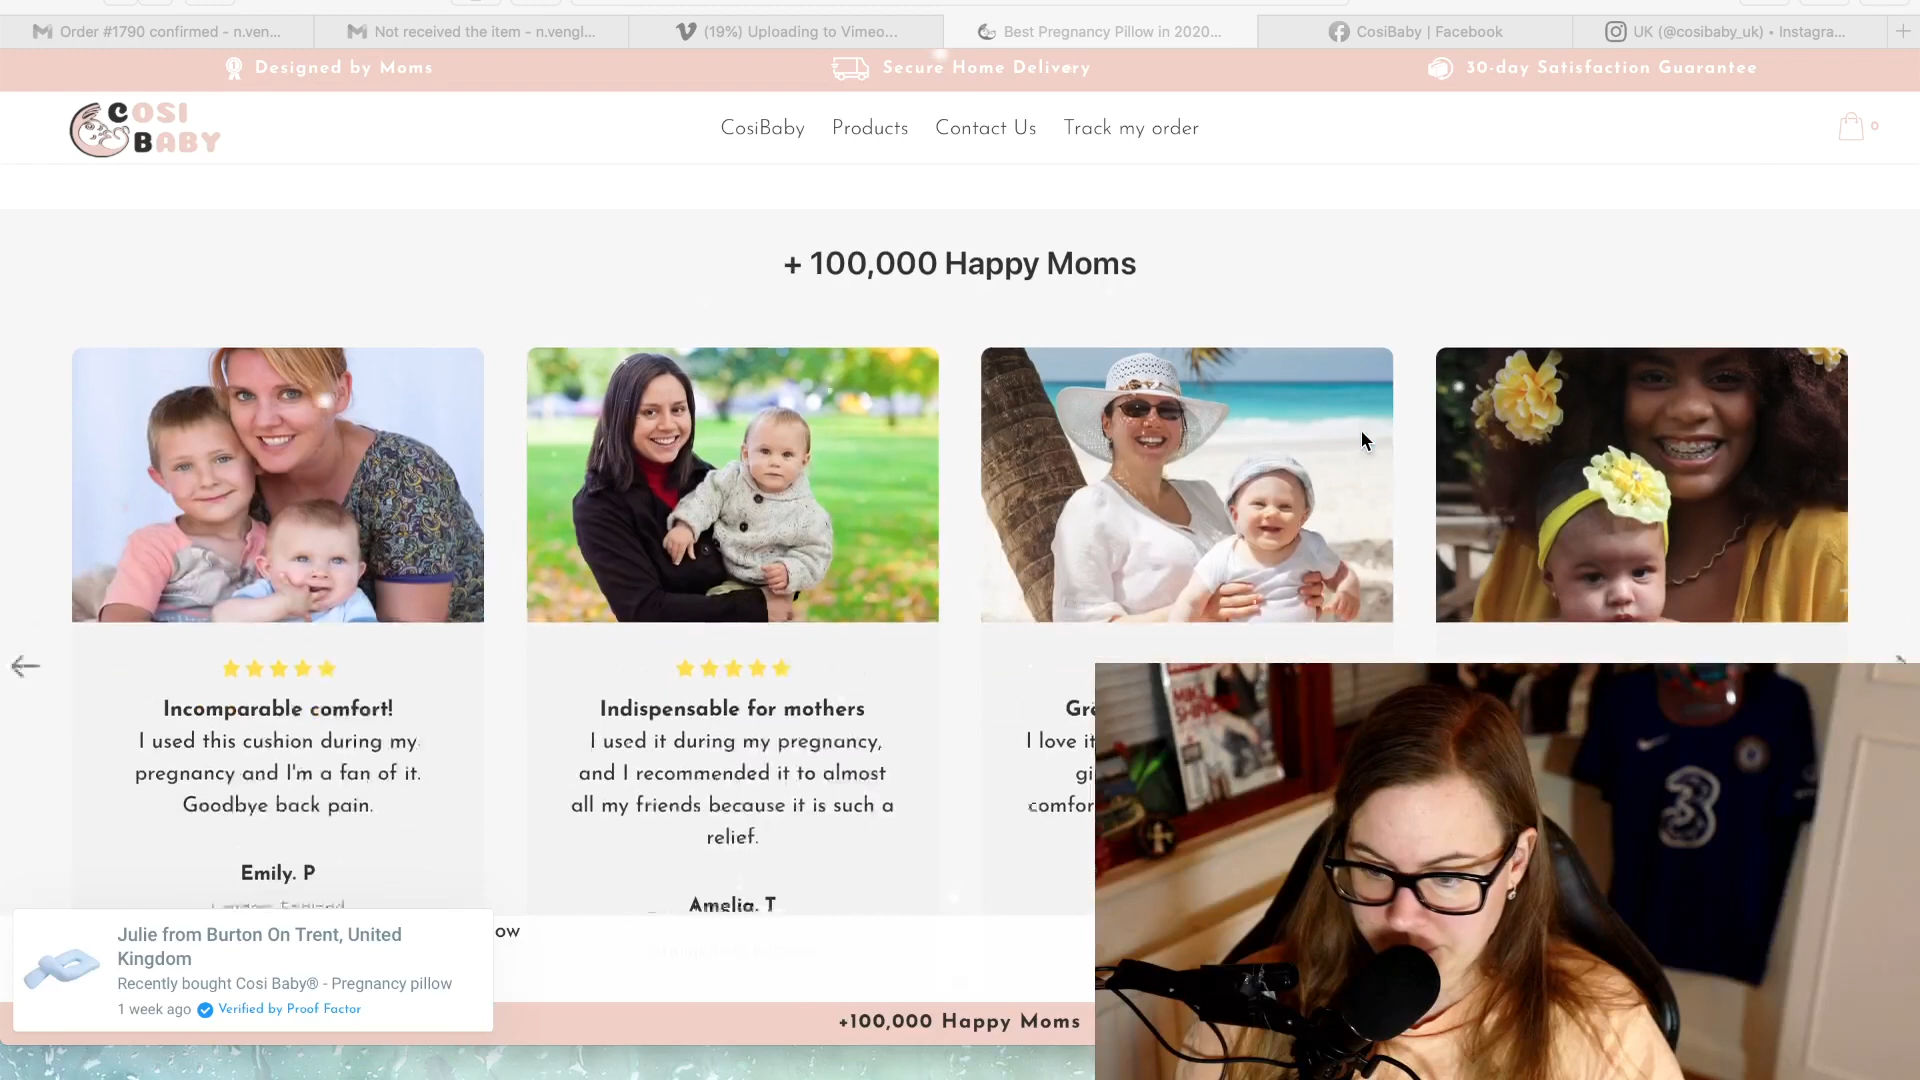 Order #1790 confirmed - n.ven...
Not received the item - n.vengl...
(19%) Uploading to Vimeo...
Best Pregnancy Pillow in 2020...
CosiBaby | Facebook
UK (@cosibaby_uk) • Instagra...
Designed by Moms
Secure Home Delivery
30-day Satisfaction Guarantee
COSI
BABY
CosiBaby
Products
Contact Us
Track my order
0
+ 100,000 Happy Moms
Incomparable comfort!
I used this cushion during my
pregnancy and I'm a fan of it.
Goodbye back pain.
Emily. P
Indispensable for mothers
I used it during my pregnancy,
and I recommended it to almost
all my friends because it is such a
relief.
Amelia. T
I love it
Julie from Burton On Trent, United
Kingdom
Recently bought Cosi Baby® - Pregnancy pillow
1 week ago Verified by Proof Factor
+100,000 Happy Moms
3